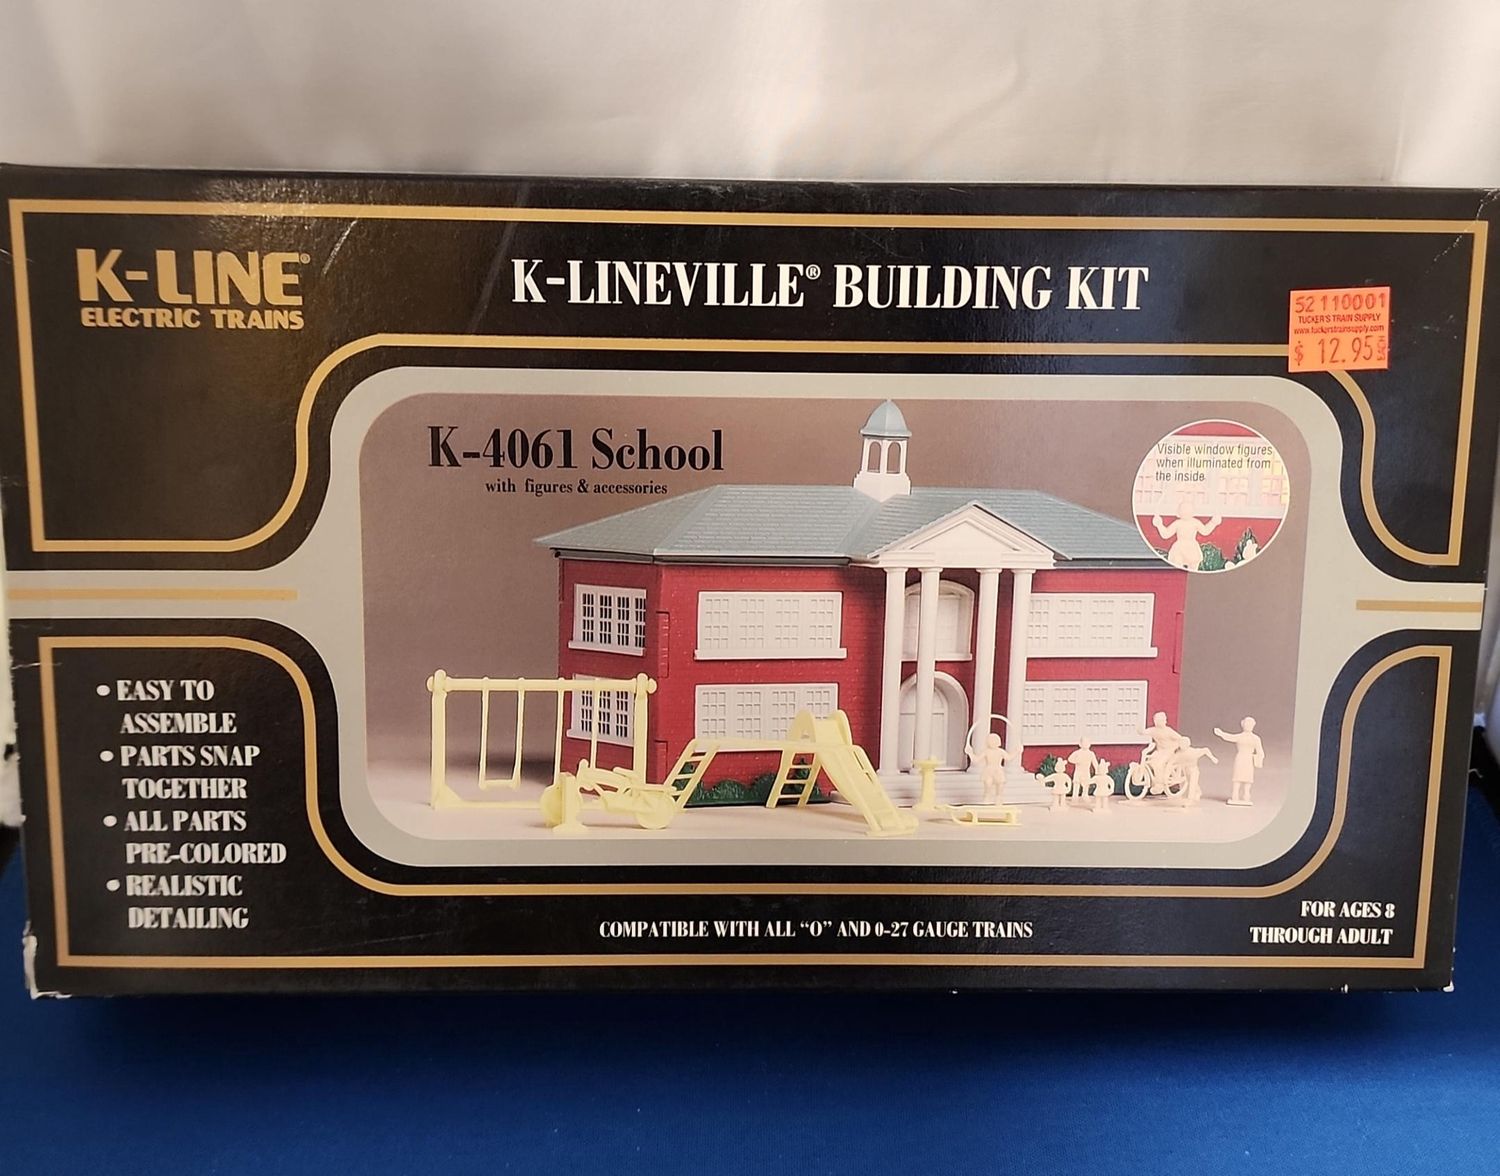 K-LINE®
ELECTRIC TRAINS
K-LINEVILLE® BUILDING KIT
52 110001
TUCKER'S TRAIN SUPPLY
www.tuckerstrainsupply.com
$ 12.95
K-4061 School
with figures & accessories
Visible window figures
when illuminated from
the inside
• EASY TO
ASSEMBLE
• PARTS SNAP
TOGETHER
• ALL PARTS
PRE-COLORED
• REALISTIC
DETAILING
COMPATIBLE WITH ALL “O” AND 0-27 GAUGE TRAINS
FOR AGES 8
THROUGH ADULT